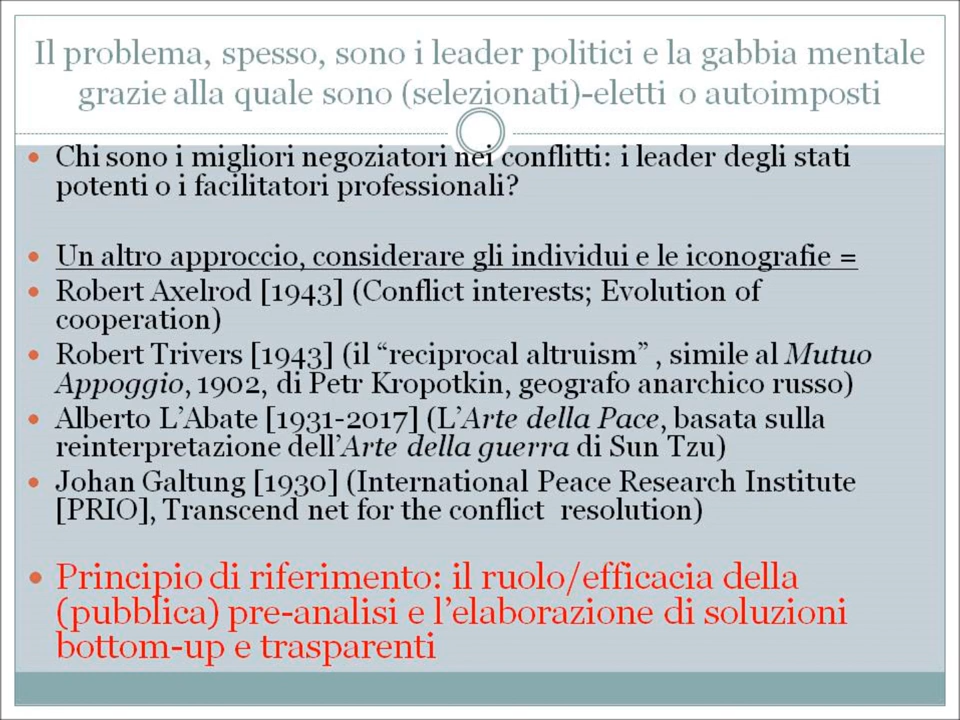 Il problema, spesso, sono i leader politici e la gabbia mentale
grazie alla quale sono (selezionati)-eletti o autoimposti
• Chi sono i migliori negoziatori nei conflitti: i leader degli stati
potenti o i facilitatori professionali?
• Un altro approccio, considerare gli individui e le iconografie =
• Robert Axelrod [1943] (Conflict interests; Evolution of
cooperation)
• Robert Trivers [1943] (il “reciprocal altruism” , simile al Mutuo
Appoggio, 1902, di Petr Kropotkin, geografo anarchico russo)
• Alberto L’Abate [1931-2017] (L’Arte della Pace, basata sulla
reinterpretazione dell’Arte della guerra di Sun Tzu)
• Johan Galtung [1930] (International Peace Research Institute
[PRIO], Transcend net for the conflict resolution)
• Principio di riferimento: il ruolo/efficacia della
(pubblica) pre-analisi e l’elaborazione di soluzioni
bottom-up e trasparenti